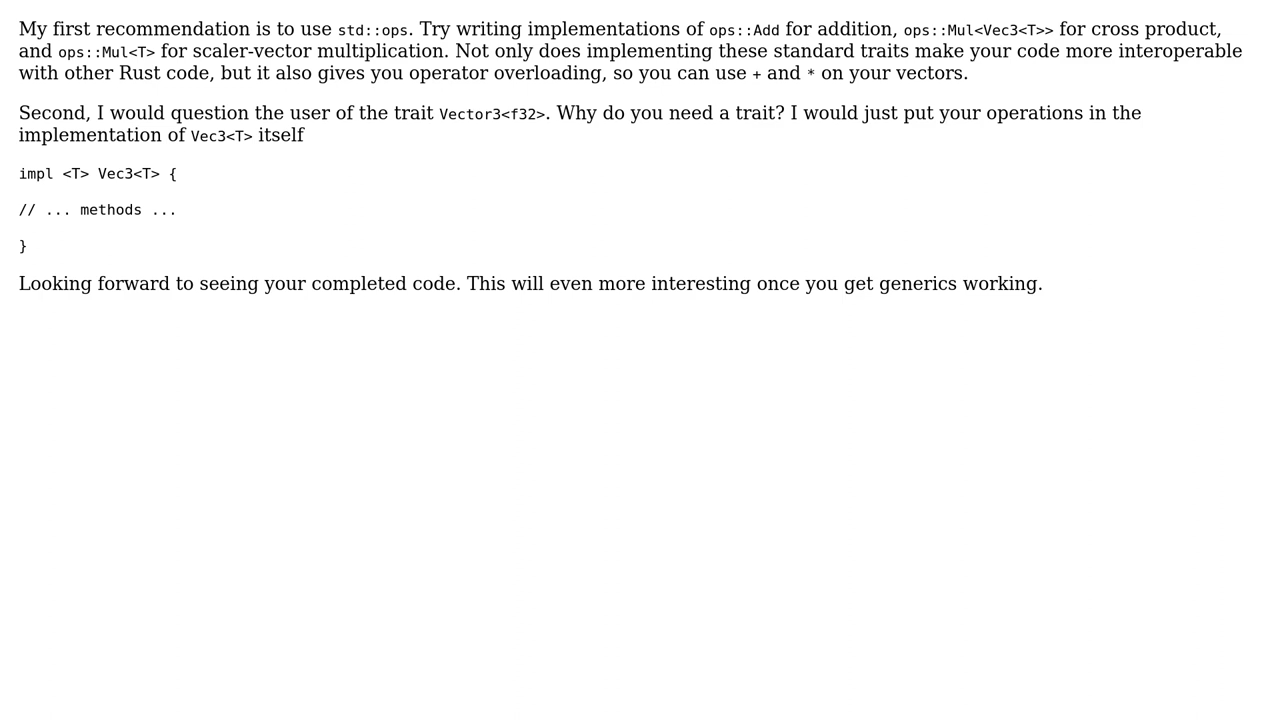 My first recommendation is to use std::ops. Try writing implementations of ops::Add for addition, ops::Mul<Vec3<T>> for cross product,
and ops::Mul<T> for scaler-vector multiplication. Not only does implementing these standard traits make your code more interoperable
with other Rust code, but it also gives you operator overloading, so you can use + and * on your vectors.
Second, I would question the user of the trait Vector3<f32>. Why do you need a trait? I would just put your operations in the
implementation of Vec3<T> itself
impl <T> Vec3<T> {
// ... methods ...
}
Looking forward to seeing your completed code. This will even more interesting once you get generics working.